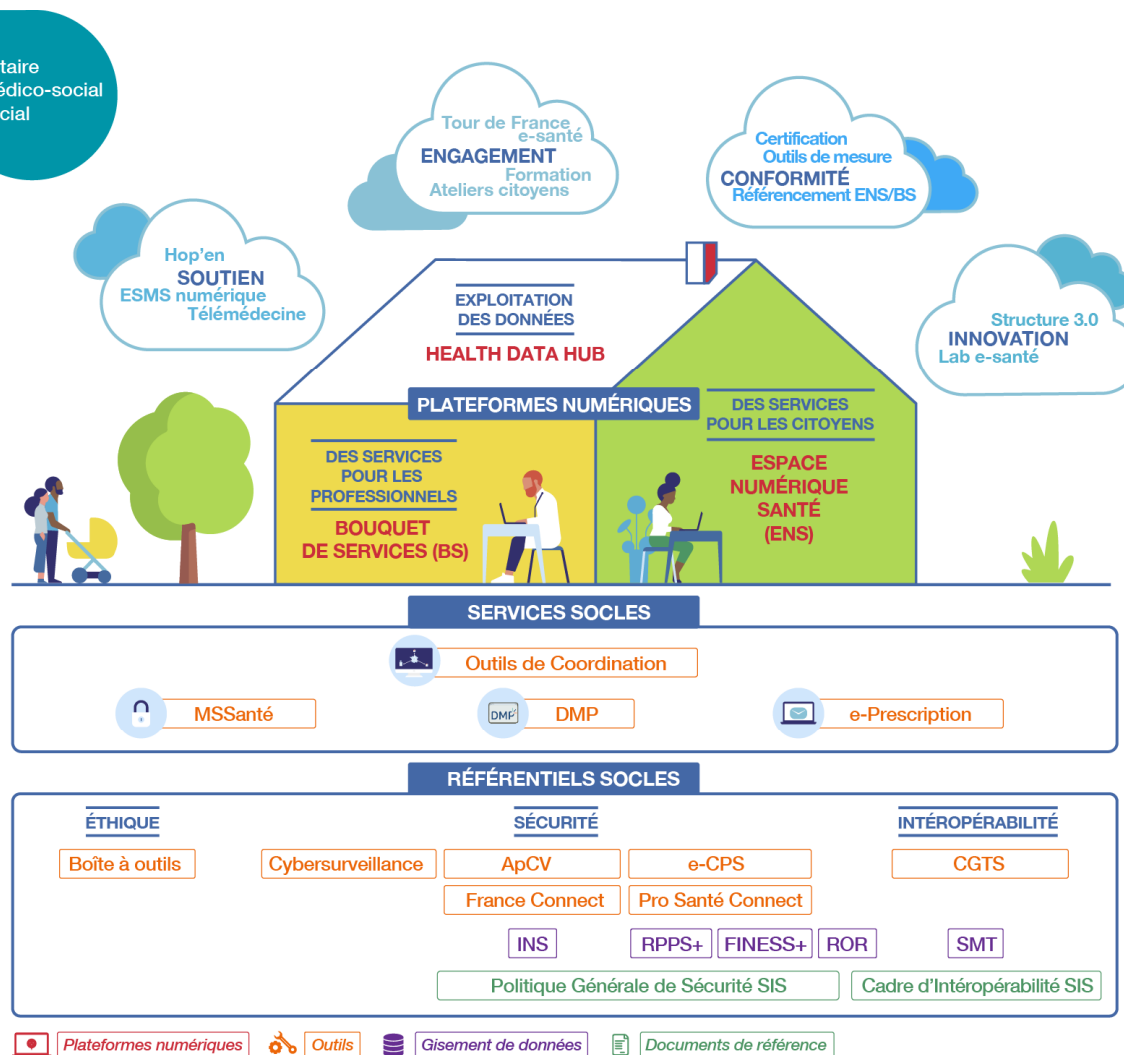 taire
édico-social
cial
Tour de France
e-santé
ENGAGEMENT
Formation
Ateliers citoyens
Certification
Outils de mesure
CONFORMITÉ
Référencement ENS/BS
Hop'en
SOUTIEN
ESMS numérique
Télémédecine
Structure 3.0
INNOVATION
Lab e-santé
EXPLOITATION
DES DONNÉES
HEALTH DATA HUB
PLATEFORMES NUMÉRIQUES
DES SERVICES
POUR LES CITOYENS
ESPACE
NUMÉRIQUE
SANTÉ
(ENS)
DES SERVICES
POUR LES
PROFESSIONNELS
BOUQUET
DE SERVICES (BS)
SERVICES SOCLES
Outils de Coordination
MSSanté
DMP
DMP
e-Prescription
RÉFÉRENTIELS SOCLES
ÉTHIQUE
SÉCURITÉ
INTÉROPÉRABILITÉ
Boîte à outils
Cybersurveillance
ApCV
e-CPS
CGTS
France Connect
Pro Santé Connect
INS
RPPS+
FINESS+
ROR
SMT
Politique Générale de Sécurité SIS
Cadre d'Intéropérabilité SIS
Plateformes numériques
Outils
Gisement de données
Documents de référence